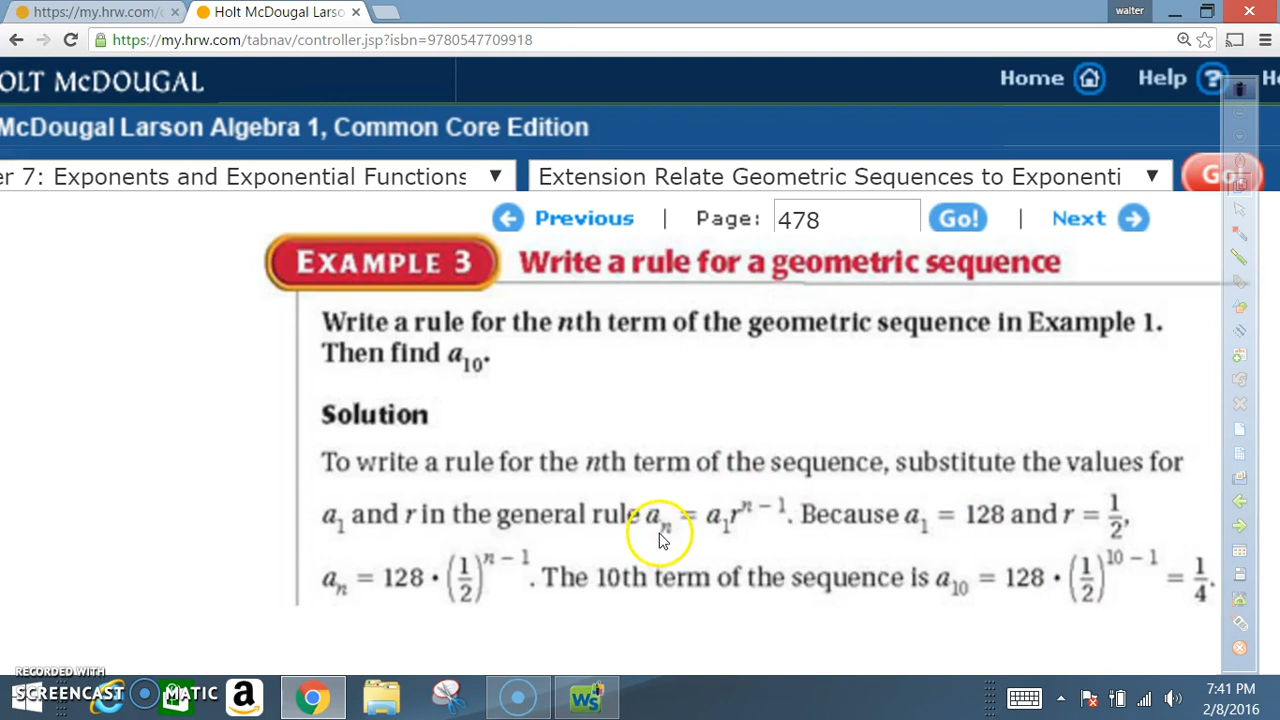 https://my.hrw.com/
Holt McDougal Lars
walter
https://my.hrw.com/tabnav/controller.jsp?isbn=9780547709918
OLT McDOUGAL
Home
Help ?
McDougal Larson Algebra 1, Common Core Edition
er 7: Exponents and Exponential Functions
Extension Relate Geometric Sequences to Exponenti
Go!
Previous | Page: 478 Go! | Next
EXAMPLE 3 Write a rule for a geometric sequence
Write a rule for the nth term of the geometric sequence in Example 1.
Then find a₁₀.
Solution
To write a rule for the nth term of the sequence, substitute the values for
a₁ and r in the general rule aₙ = a₁rⁿ⁻¹. Because a₁ = 128 and r = 1/2,
aₙ = 128 · (1/2)ⁿ⁻¹. The 10th term of the sequence is a₁₀ = 128 · (1/2)¹⁰⁻¹ = 1/4.
RECORDED WITH
SCREENCAST MATIC
WS
7:41 PM
2/8/2016